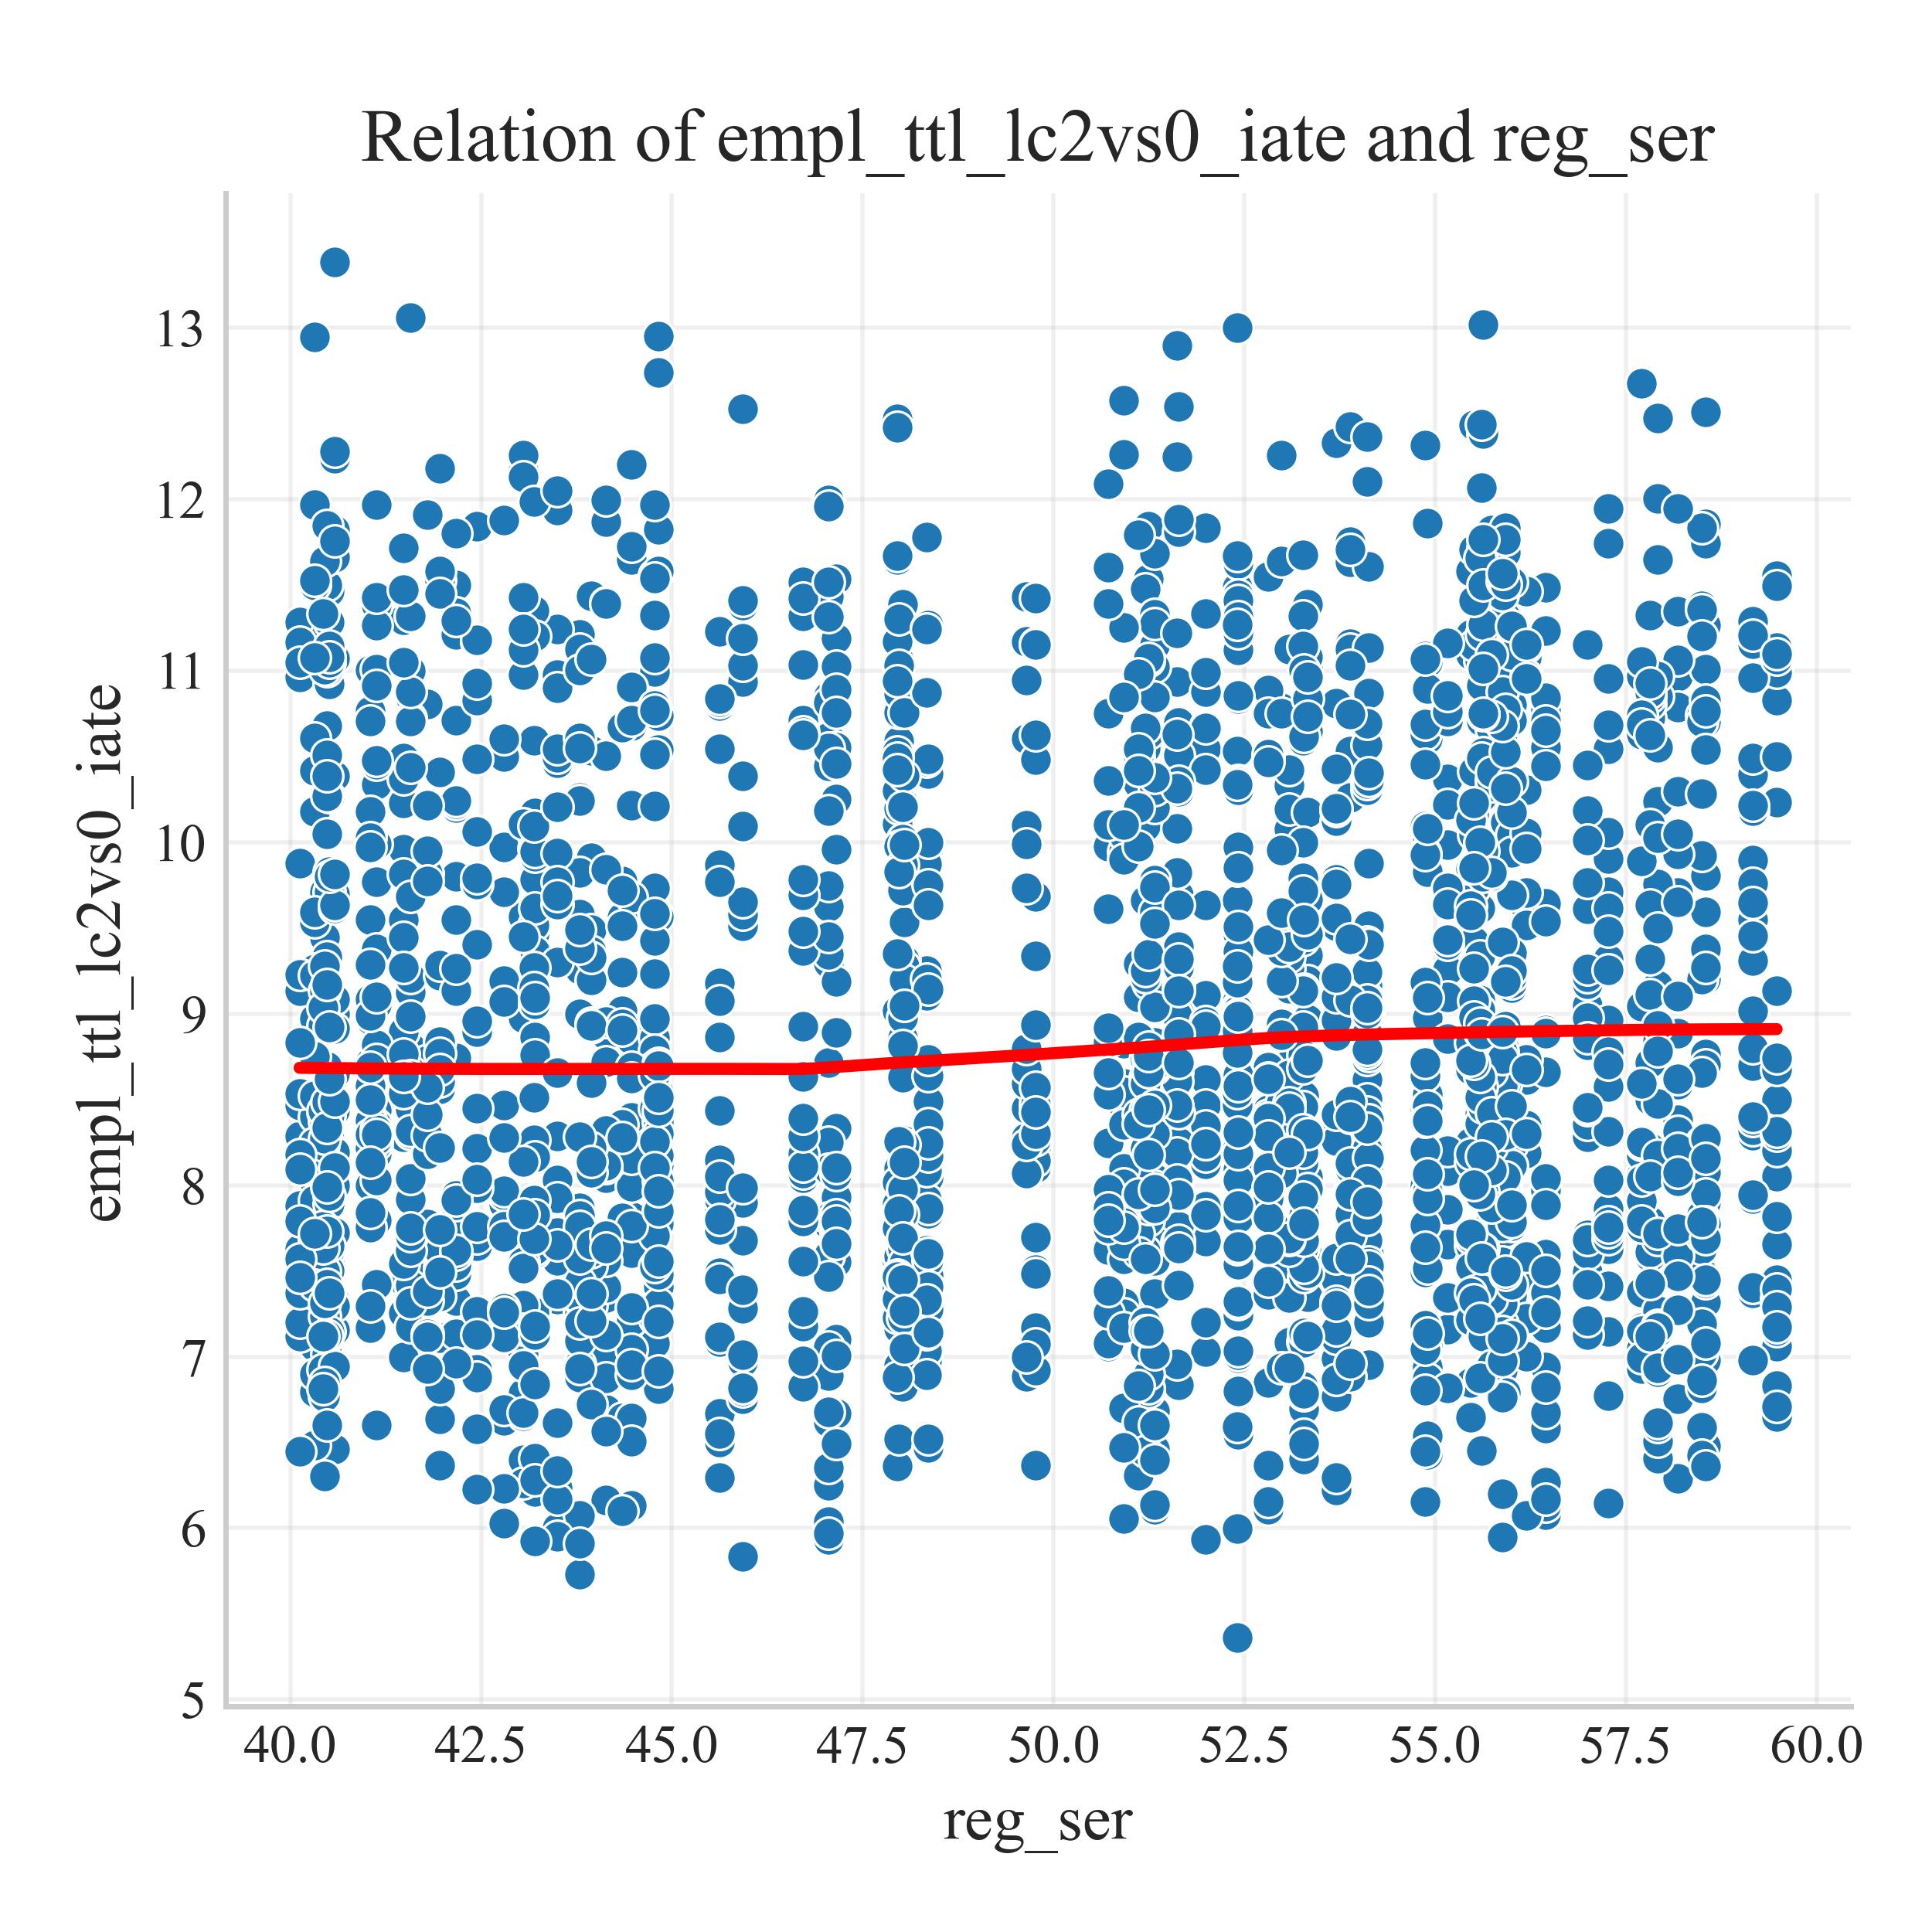 Relation of empl_ttl_lc2vs0_iate and reg_ser
empl_ttl_lc2vs0_iate
13
12
11
10
9
8
7
6
5
40.0 42.5 45.0 47.5 50.0 52.5 55.0 57.5 60.0
reg_ser